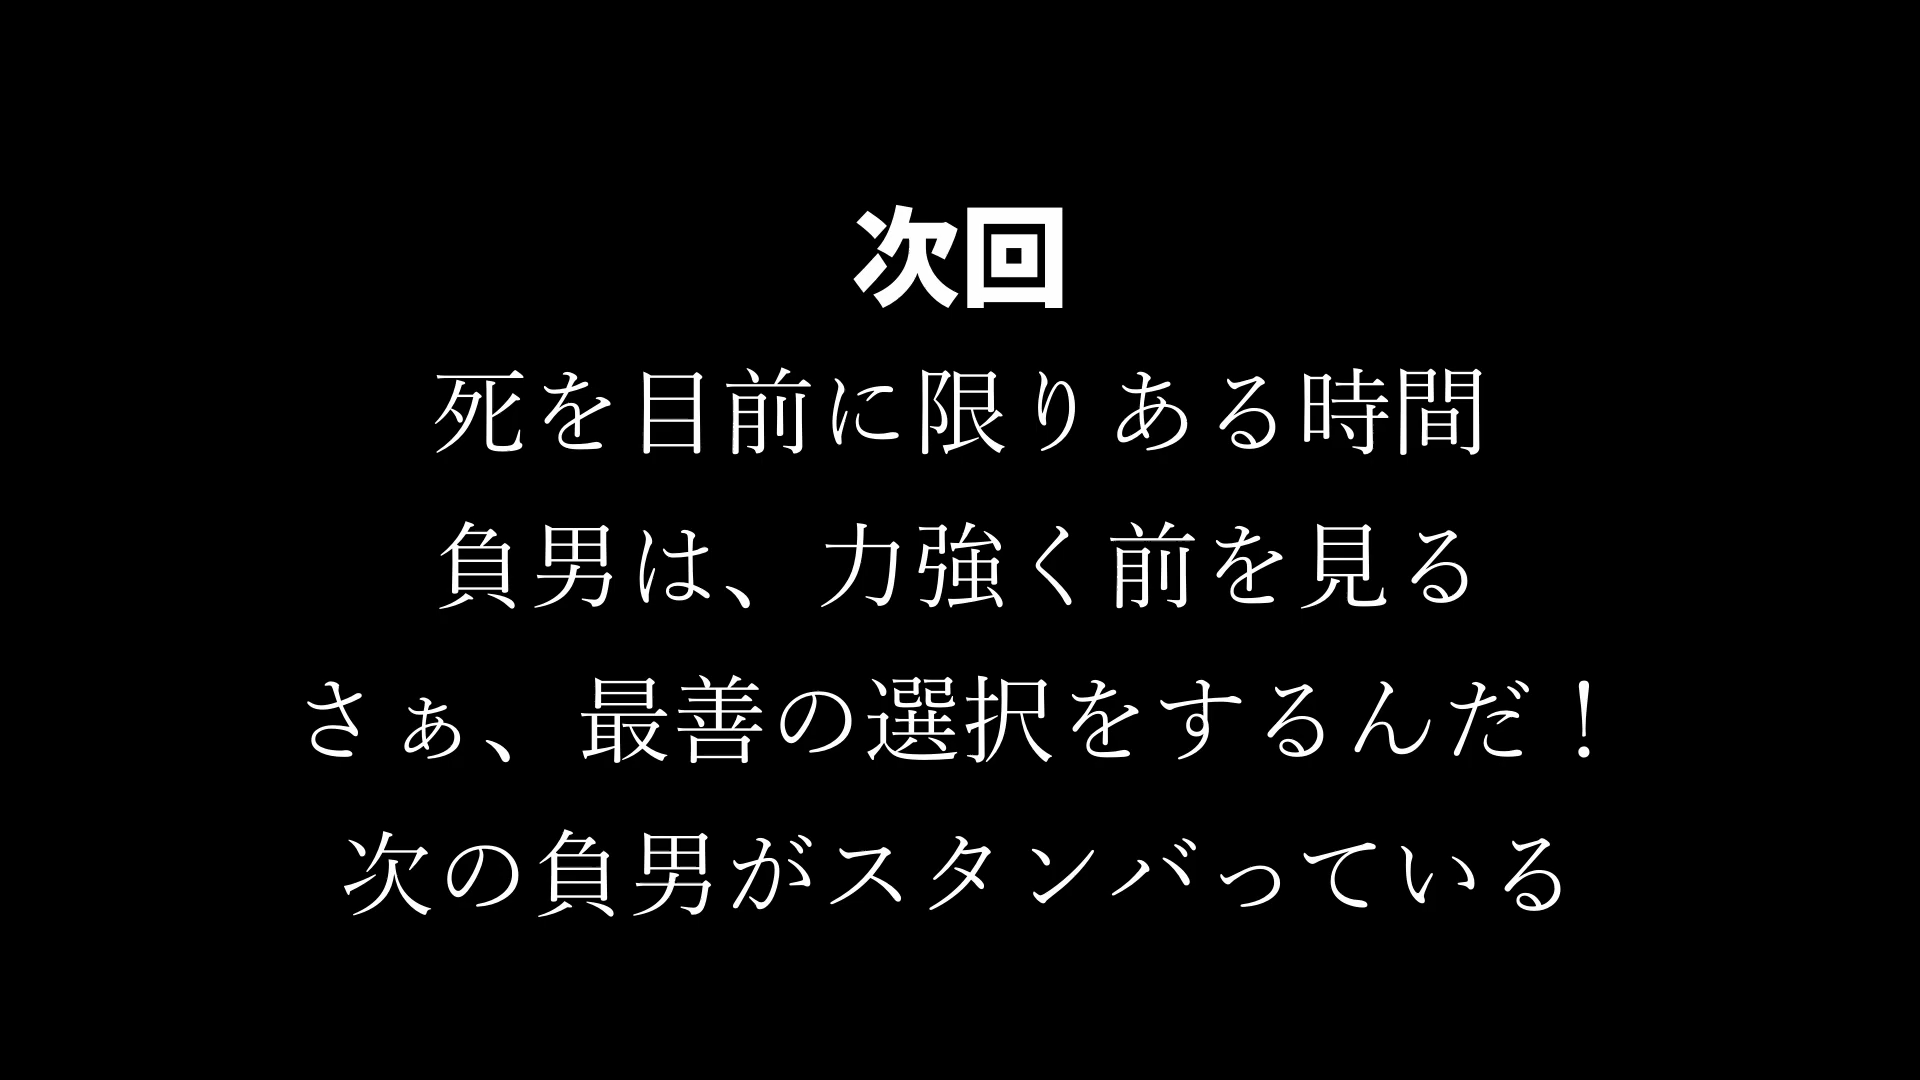 次回
死を目前に限りある時間
負男は、力強く前を見る
さぁ、最善の選択をするんだ！
次の負男がスタンバっている